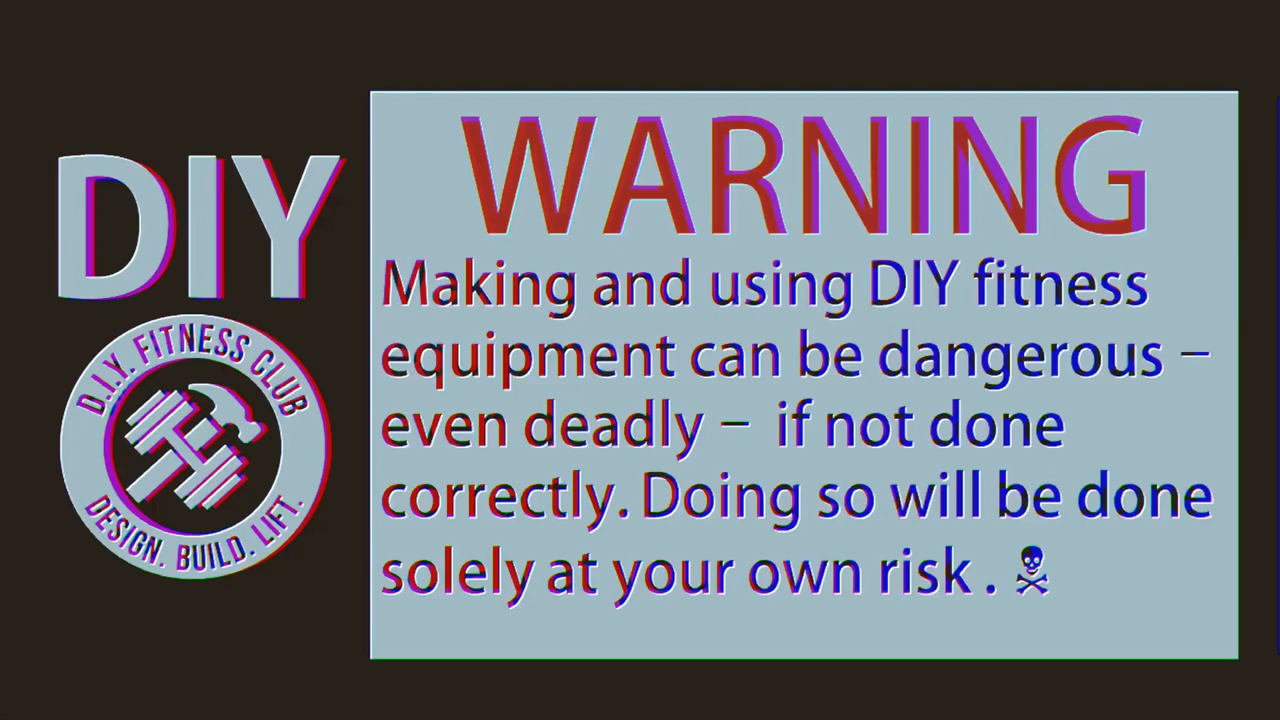 DIY
D.I.Y. FITNESS CLUB
DESIGN. BUILD. LIFT.
WARNING
Making and using DIY fitness
equipment can be dangerous –
even deadly – if not done
correctly. Doing so will be done
solely at your own risk . ☠